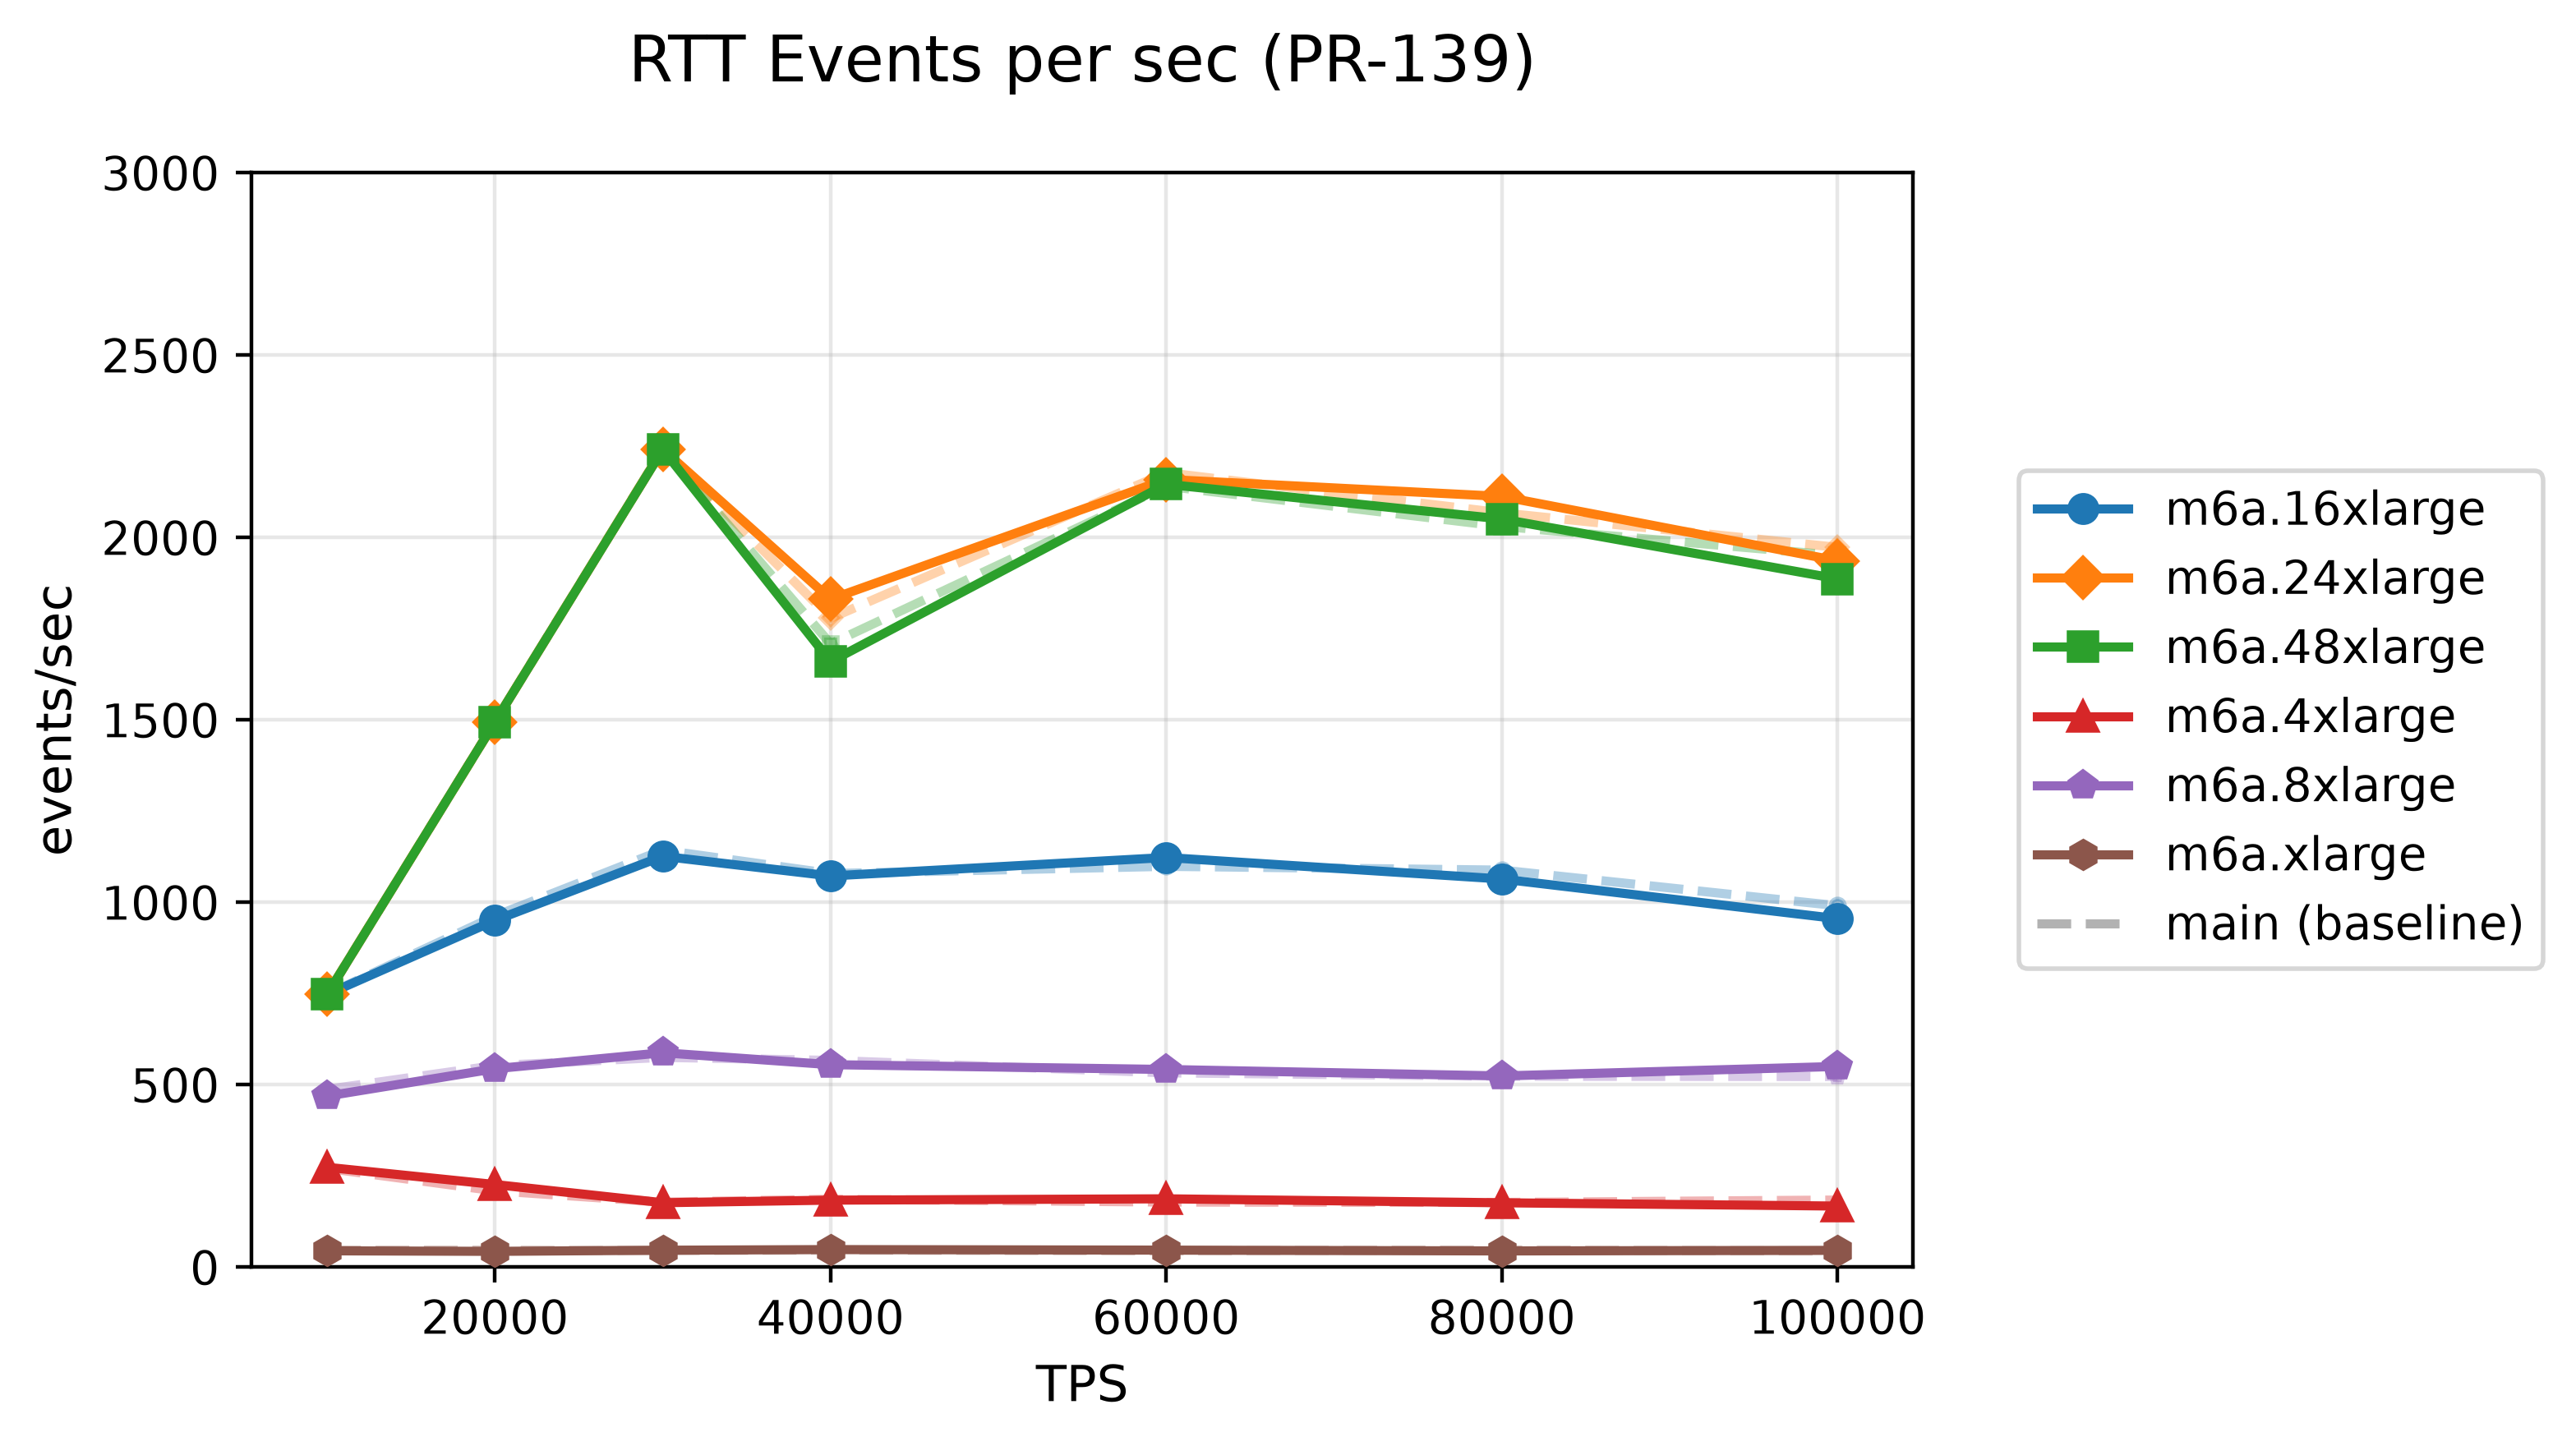 RTT Events per sec (PR-139)
3000
2500
2000
1500
1000
500
0
events/sec
20000 40000 60000 80000 100000
TPS
m6a.16xlarge
m6a.24xlarge
m6a.48xlarge
m6a.4xlarge
m6a.8xlarge
m6a.xlarge
main (baseline)